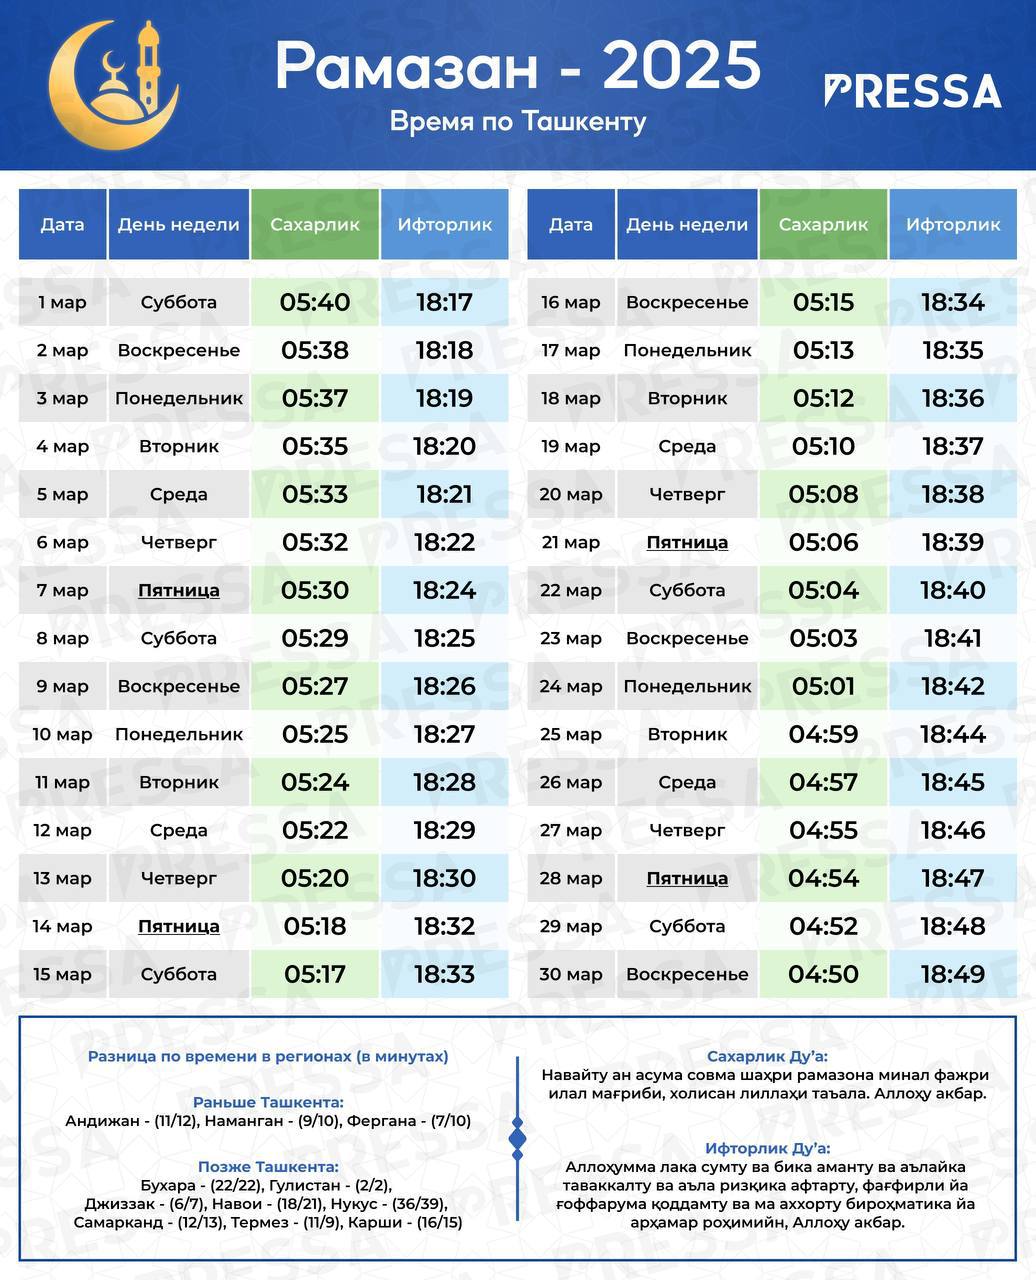 Рамазан - 2025
Время по Ташкенту
PRESSA
Дата День недели Сахарлик Ифторлик
1 мар Суббота 05:40 18:17
2 мар Воскресенье 05:38 18:18
3 мар Понедельник 05:37 18:19
4 мар Вторник 05:35 18:20
5 мар Среда 05:33 18:21
6 мар Четверг 05:32 18:22
7 мар Пятница 05:30 18:24
8 мар Суббота 05:29 18:25
9 мар Воскресенье 05:27 18:26
10 мар Понедельник 05:25 18:27
11 мар Вторник 05:24 18:28
12 мар Среда 05:22 18:29
13 мар Четверг 05:20 18:30
14 мар Пятница 05:18 18:32
15 мар Суббота 05:17 18:33
Дата День недели Сахарлик Ифторлик
16 мар Воскресенье 05:15 18:34
17 мар Понедельник 05:13 18:35
18 мар Вторник 05:12 18:36
19 мар Среда 05:10 18:37
20 мар Четверг 05:08 18:38
21 мар Пятница 05:06 18:39
22 мар Суббота 05:04 18:40
23 мар Воскресенье 05:03 18:41
24 мар Понедельник 05:01 18:42
25 мар Вторник 04:59 18:44
26 мар Среда 04:57 18:45
27 мар Четверг 04:55 18:46
28 мар Пятница 04:54 18:47
29 мар Суббота 04:52 18:48
30 мар Воскресенье 04:50 18:49
Разница по времени в регионах (в минутах)
Раньше Ташкента:
Андижан - (11/12), Наманган - (9/10), Фергана - (7/10)
Позже Ташкента:
Бухара - (22/22), Гулистан - (2/2),
Джиззак - (6/7), Навои - (18/21), Нукус - (36/39),
Самарканд - (12/13), Термез - (11/9), Карши - (16/15)
Сахарлик Ду’а:
Навайту ан асума совма шаҳри рамазона минал фажри
илал мағриби, холисан лиллаҳи таъала. Аллоҳу акбар.
Ифторлик Ду’а:
Аллоҳумма лака сумту ва бика аманту ва аълайка
таваккалту ва аъла ризқика афтарту, фағфирли йа
ғоффарума қоддамту ва ма аххорту бироҳматика йа
арҳамар роҳимийн, Аллоҳу акбар.